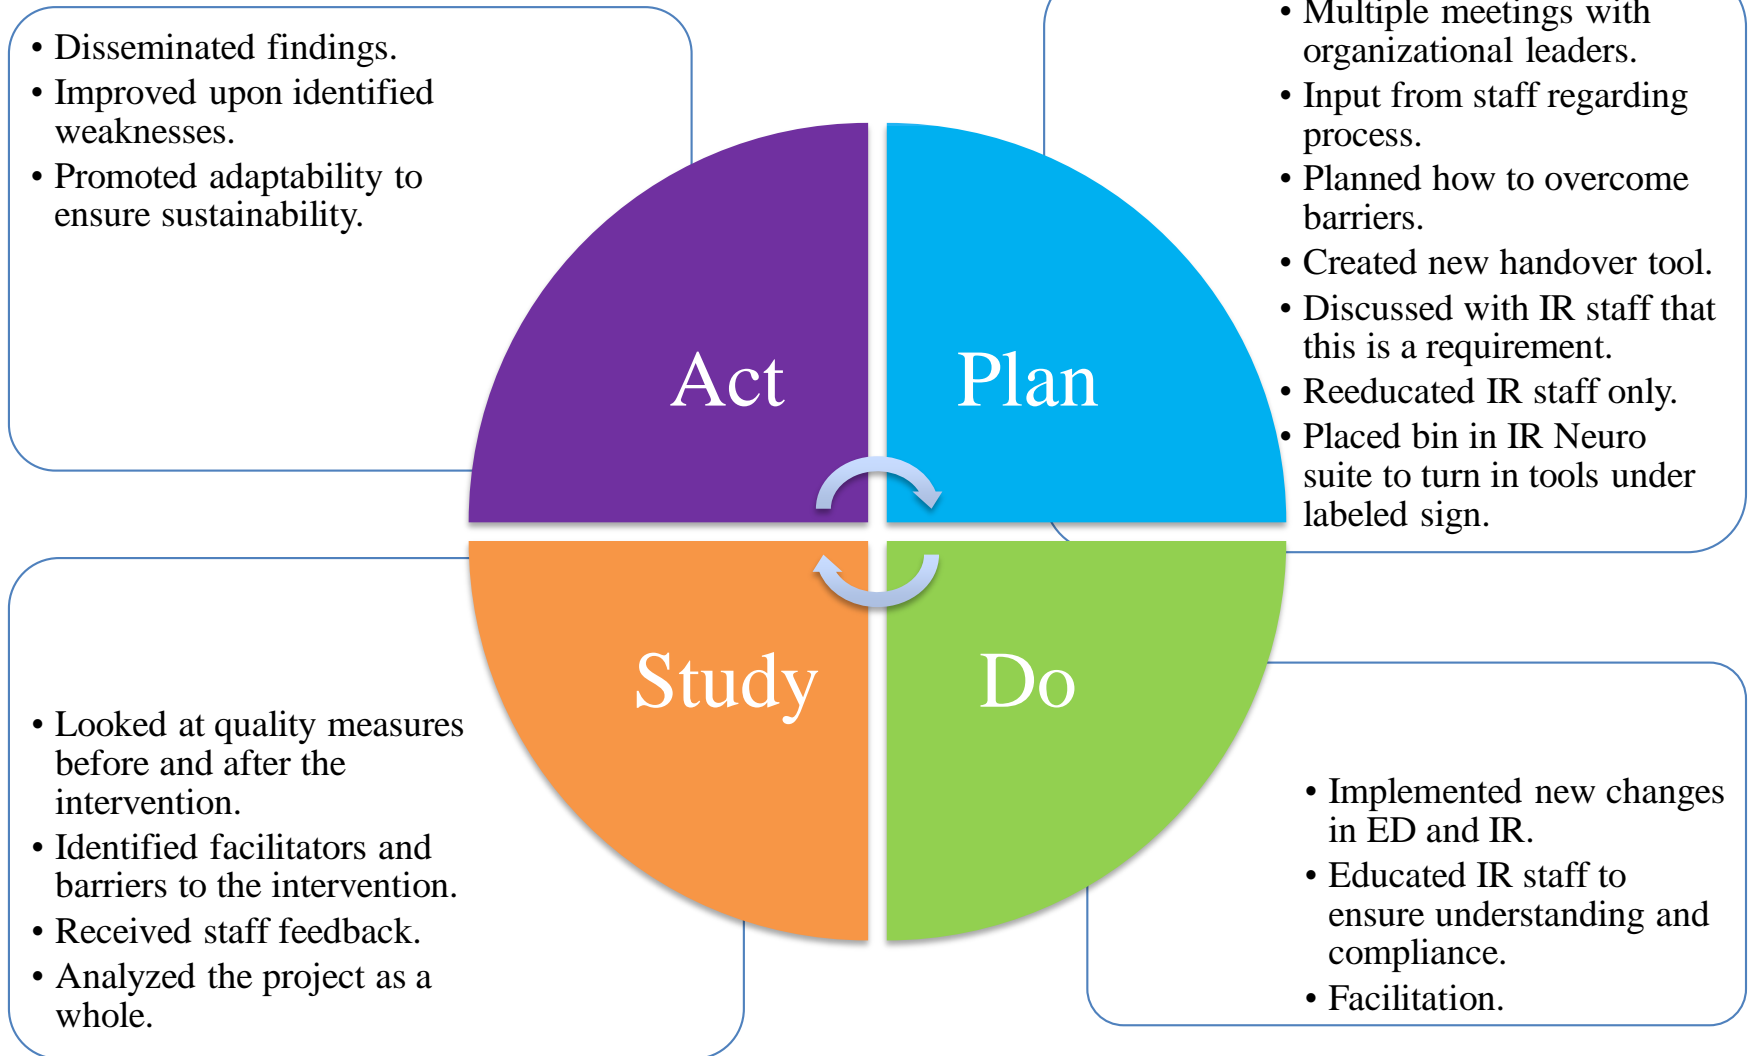 • Disseminated findings.
• Improved upon identified
weaknesses.
• Promoted adaptability to
ensure sustainability.
• Multiple meetings with
organizational leaders.
• Input from staff regarding
process.
• Planned how to overcome
barriers.
• Created new handover tool.
• Discussed with IR staff that
this is a requirement.
• Reeducated IR staff only.
• Placed bin in IR Neuro
suite to turn in tools under
labeled sign.
Act
Plan
Study
Do
• Looked at quality measures
before and after the
intervention.
• Identified facilitators and
barriers to the intervention.
• Received staff feedback.
• Analyzed the project as a
whole.
• Implemented new changes
in ED and IR.
• Educated IR staff to
ensure understanding and
compliance.
• Facilitation.